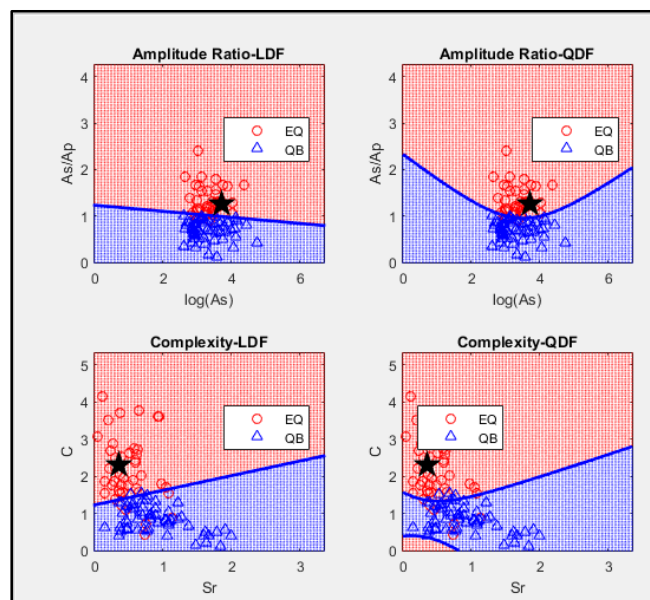 Amplitude Ratio-LDF
As/Ap
4
3
2
1
0
EQ
QB
0 2 4 6
log(As)
Amplitude Ratio-QDF
As/Ap
4
3
2
1
0
EQ
QB
0 2 4 6
log(As)
Complexity-LDF
C
5
4
3
2
1
0
EQ
QB
0 1 2 3
Sr
Complexity-QDF
C
5
4
3
2
1
0
EQ
QB
0 1 2 3
Sr